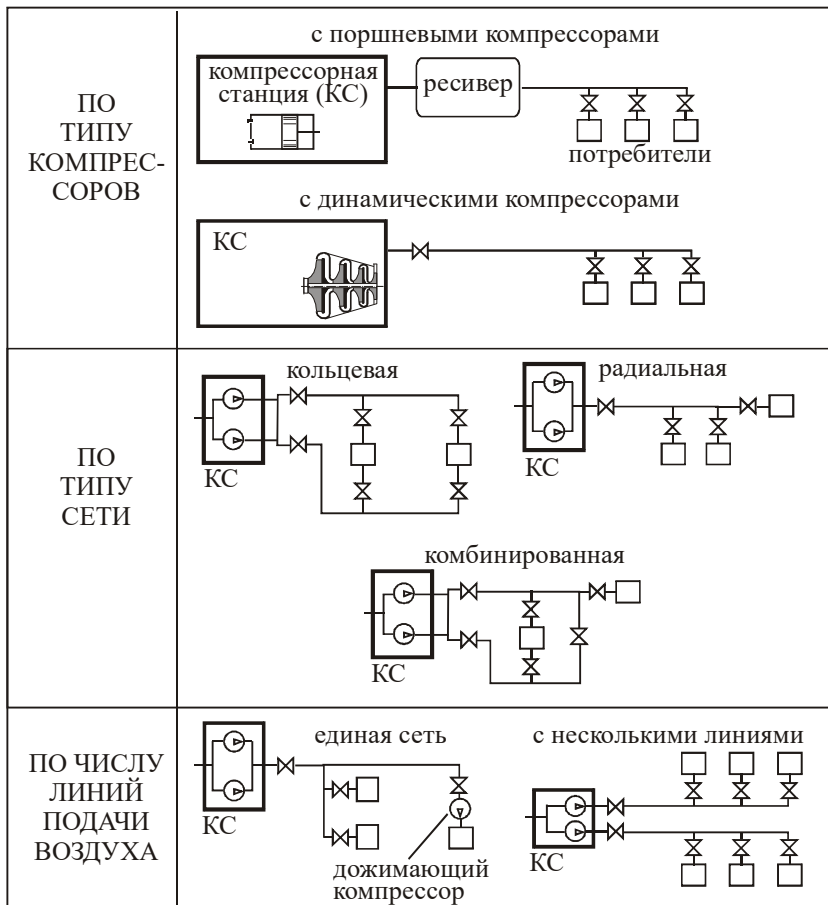 ПО
ТИПУ
КОМПРЕС-
СОРОВ
с поршневыми компрессорами
компрессорная
станция (КС)
ресивер
потребители
с динамическими компрессорами
КС
ПО
ТИПУ
СЕТИ
кольцевая
КС
радиальная
КС
комбинированная
КС
ПО ЧИСЛУ
ЛИНИЙ
ПОДАЧИ
ВОЗДУХА
единая сеть
КС
дожимающий
компрессор
с несколькими линиями
КС